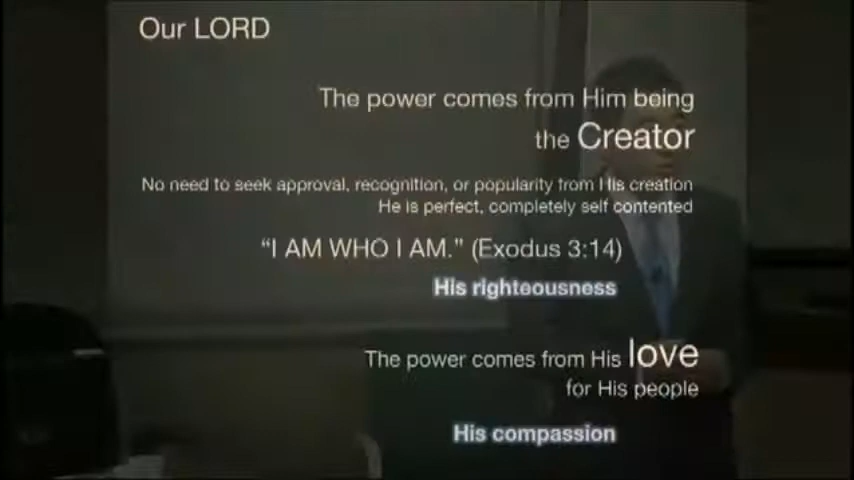 Our LORD
The power comes from Him being
the Creator
No need to seek approval, recognition, or popularity from His creation
He is perfect, completely self contented
“I AM WHO I AM.” (Exodus 3:14)
His righteousness
The power comes from His love
for His people
His compassion